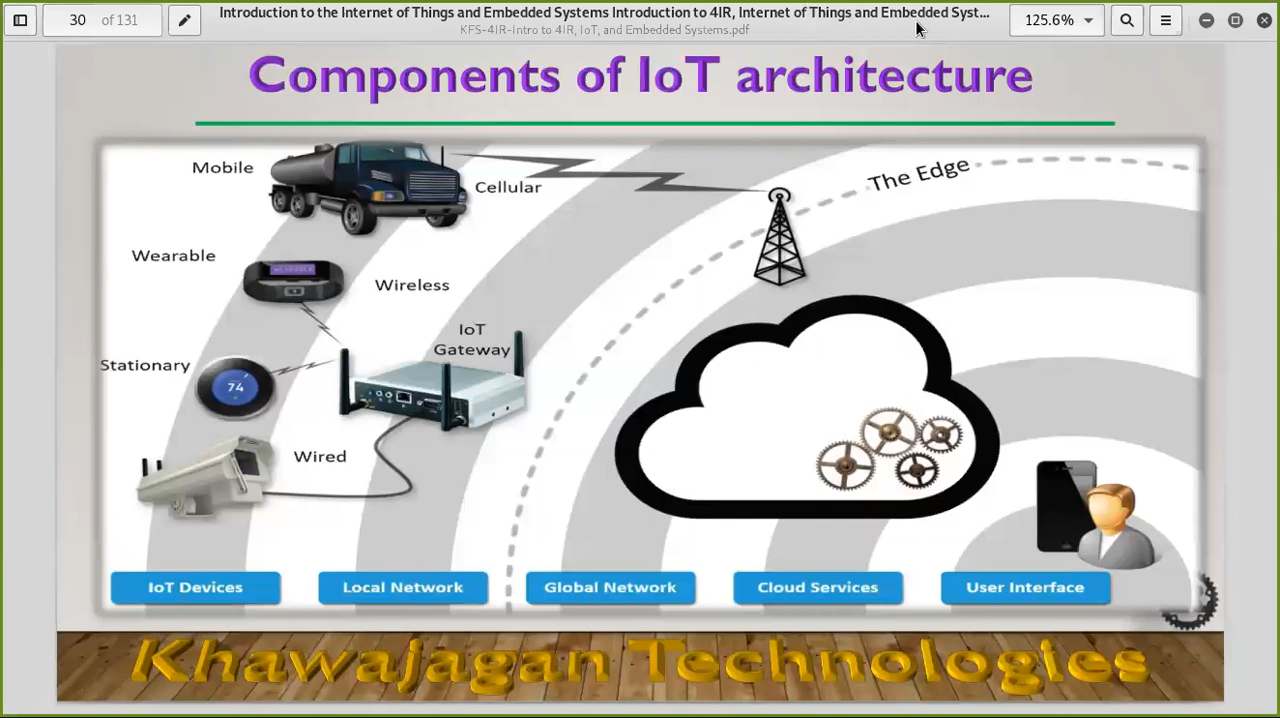 30 of 131
Introduction to the Internet of Things and Embedded Systems Introduction to 4IR, Internet of Things and Embedded Syst...
KFS-4IR-Intro to 4IR, IoT, and Embedded Systems.pdf
125.6%
Components of IoT architecture
Mobile
Cellular
The Edge
Wearable
Wireless
IoT
Gateway
Stationary
74
Wired
IoT Devices
Local Network
Global Network
Cloud Services
User Interface
Khawajagan Technologies